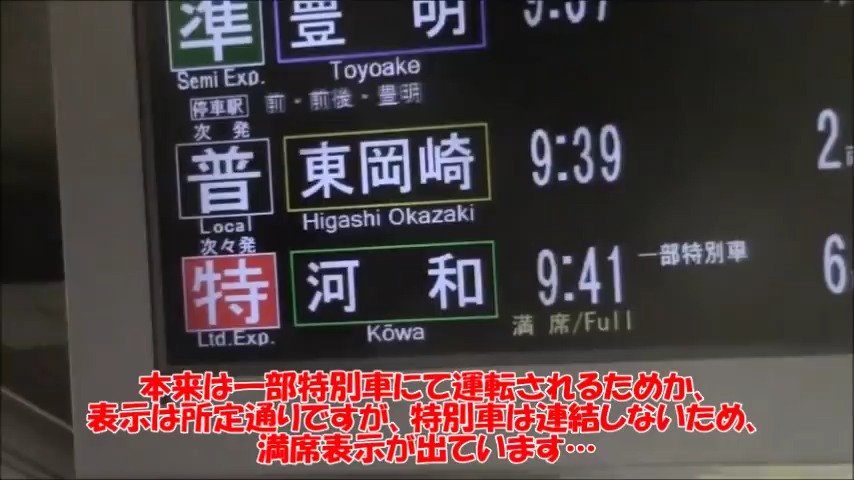 準 豊 明 9:37
Semi Exp. Toyoake
停車駅 前・前後・豊明
次 発
普 東岡崎 9:39 2
Local Higashi Okazaki
次々発
特 河 和 9:41 一部特別車 6
Ltd.Exp. Kōwa 満 席/Full
本来は一部特別車にて運転されるためか、
表示は所定通りですが、特別車は連結しないため、
満席表示が出ています…